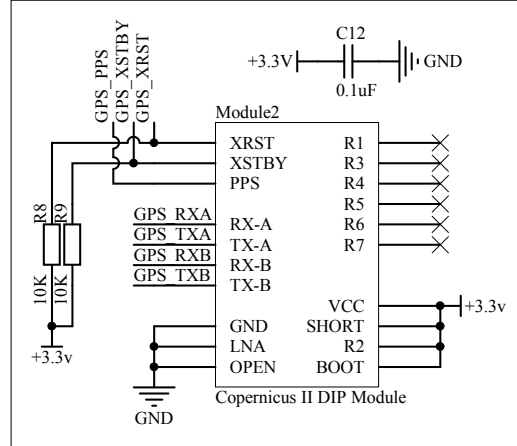 GPS_PPS
GPS_XSTBY
GPS_XRST
C12
+3.3V
GND
0.1uF
Module2
XRST
R1
XSTBY
R3
PPS
R4
R5
GPS_RXA
RX-A
R6
GPS_TXA
TX-A
R7
GPS_RXB
RX-B
GPS_TXB
TX-B
R8
R9
10K
10K
+3.3v
VCC
+3.3v
GND
SHORT
LNA
R2
OPEN
BOOT
GND
Copernicus II DIP Module